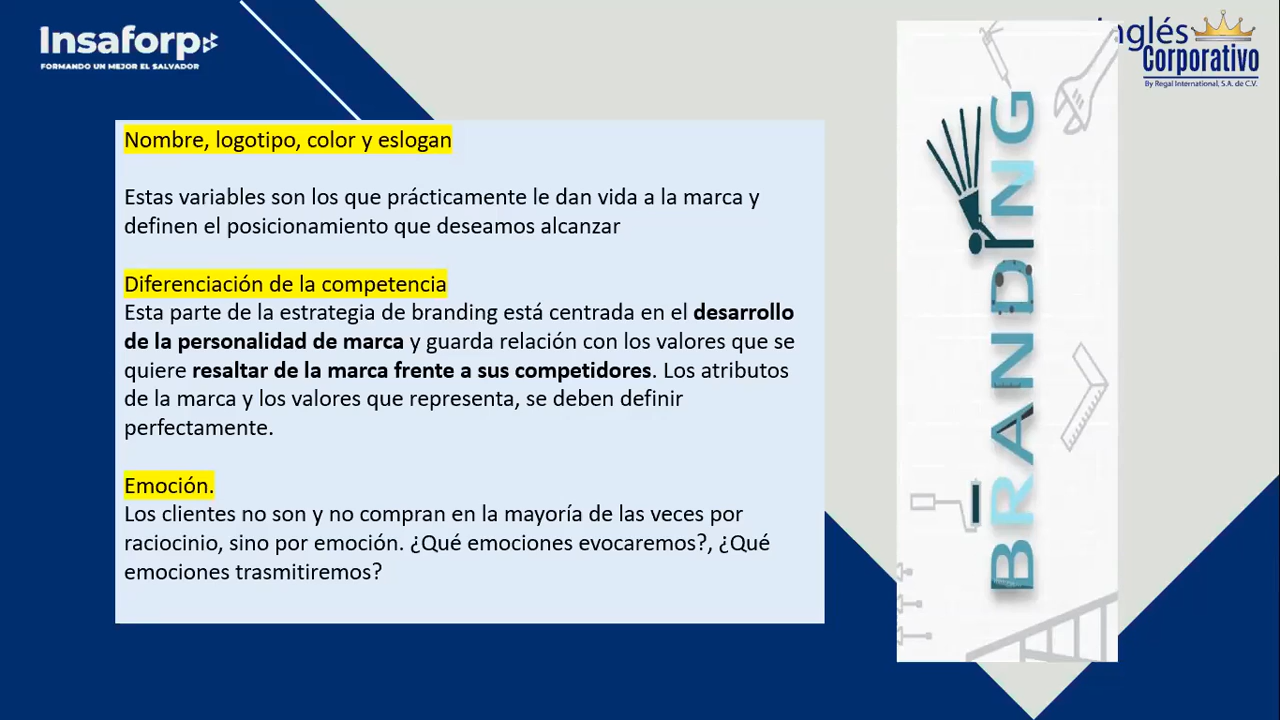 Insaforp
FORMANDO UN MEJOR EL SALVADOR
Inglés
Corporativo
By Regal International, S.A. de C.V.
Nombre, logotipo, color y eslogan
Estas variables son los que prácticamente le dan vida a la marca y
definen el posicionamiento que deseamos alcanzar
Diferenciación de la competencia
Esta parte de la estrategia de branding está centrada en el desarrollo
de la personalidad de marca y guarda relación con los valores que se
quiere resaltar de la marca frente a sus competidores. Los atributos
de la marca y los valores que representa, se deben definir
perfectamente.
Emoción.
Los clientes no son y no compran en la mayoría de las veces por
raciocinio, sino por emoción. ¿Qué emociones evocaremos?, ¿Qué
emociones trasmitiremos?
BRANDING